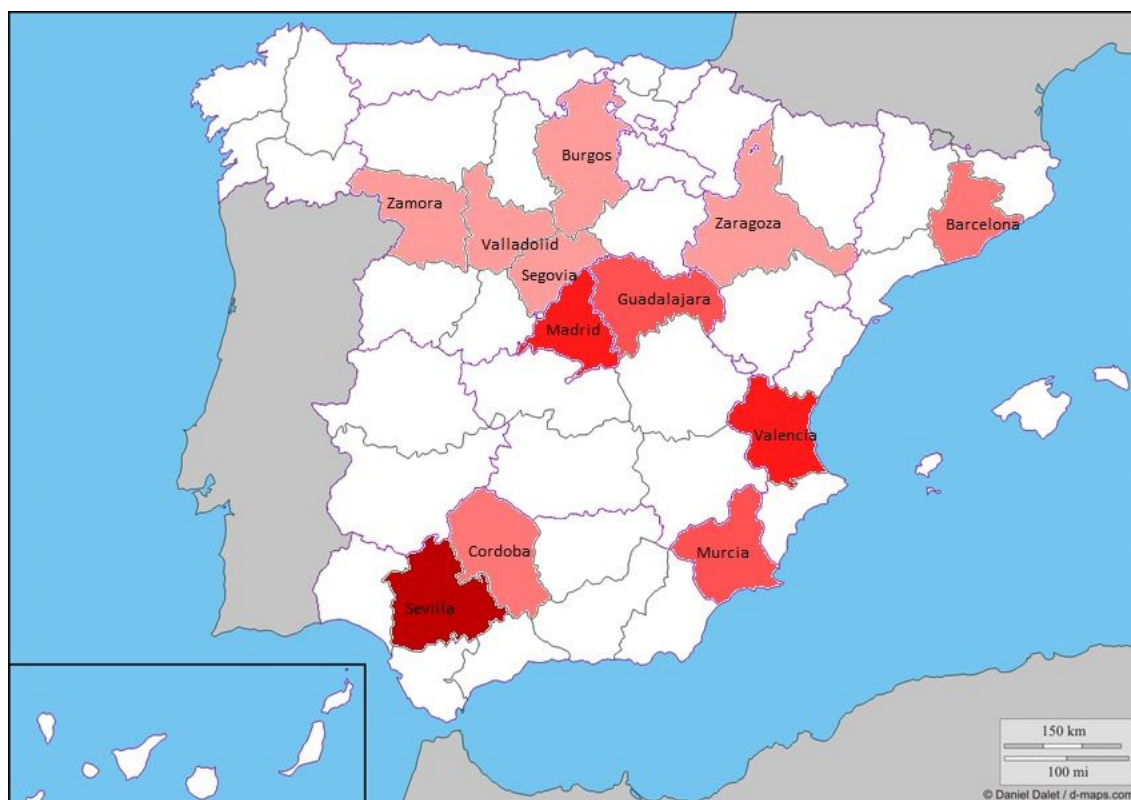 Burgos
Zamora
Zaragoza
Barcelona
Valladolid
Segovia
Guadalajara
Madrid
Valencia
Cordoba
Murcia
Sevilla
150 km
100 mi
© Daniel Dalet / d-maps.com